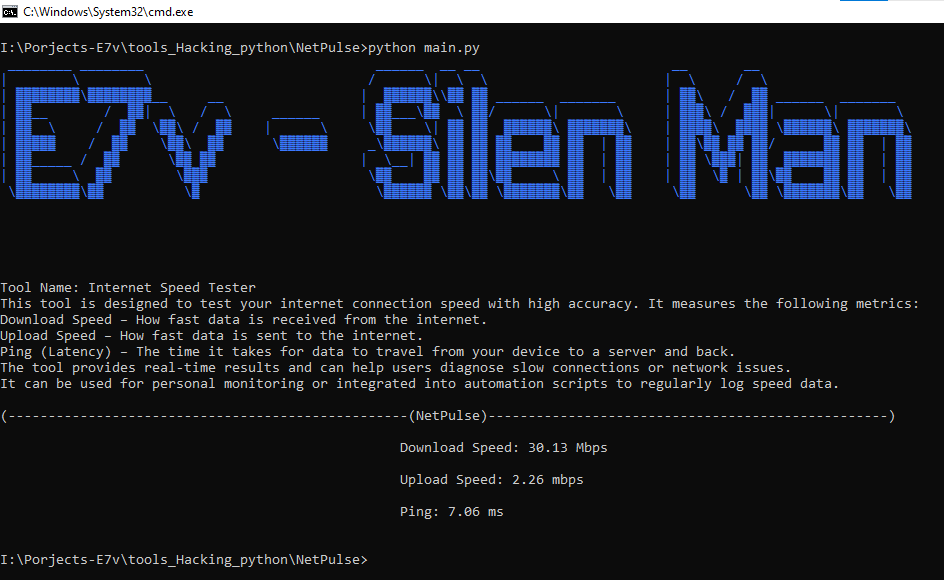 C:\Windows\System32\cmd.exe
I:\Porjects-E7v\tools_Hacking_python\NetPulse>python main.py
E7v - Silen Man
Tool Name: Internet Speed Tester
This tool is designed to test your internet connection speed with high accuracy. It measures the following metrics:
Download Speed – How fast data is received from the internet.
Upload Speed – How fast data is sent to the internet.
Ping (Latency) – The time it takes for data to travel from your device to a server and back.
The tool provides real-time results and can help users diagnose slow connections or network issues.
It can be used for personal monitoring or integrated into automation scripts to regularly log speed data.
(--------------------------------------------------(NetPulse)--------------------------------------------------)
Download Speed: 30.13 Mbps
Upload Speed: 2.26 mbps
Ping: 7.06 ms
I:\Porjects-E7v\tools_Hacking_python\NetPulse>